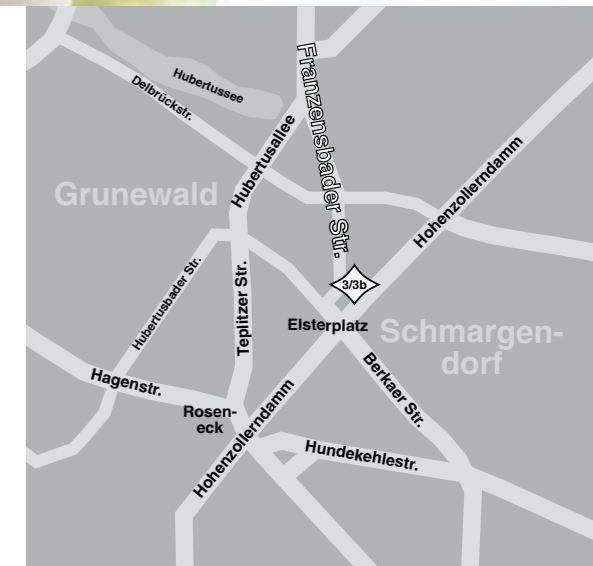 Hubertussee
Delbrückstr.
Franzensbader Str.
Hubertusallee
Hohenzollerndamm
Grunewald
Hubertusbader Str.
Teplitzer Str.
3/3b
Elsterplatz
Schmargen-
dorf
Hagenstr.
Berkaer Str.
Rosen-
eck
Hohenzollerndamm
Hundekehlestr.